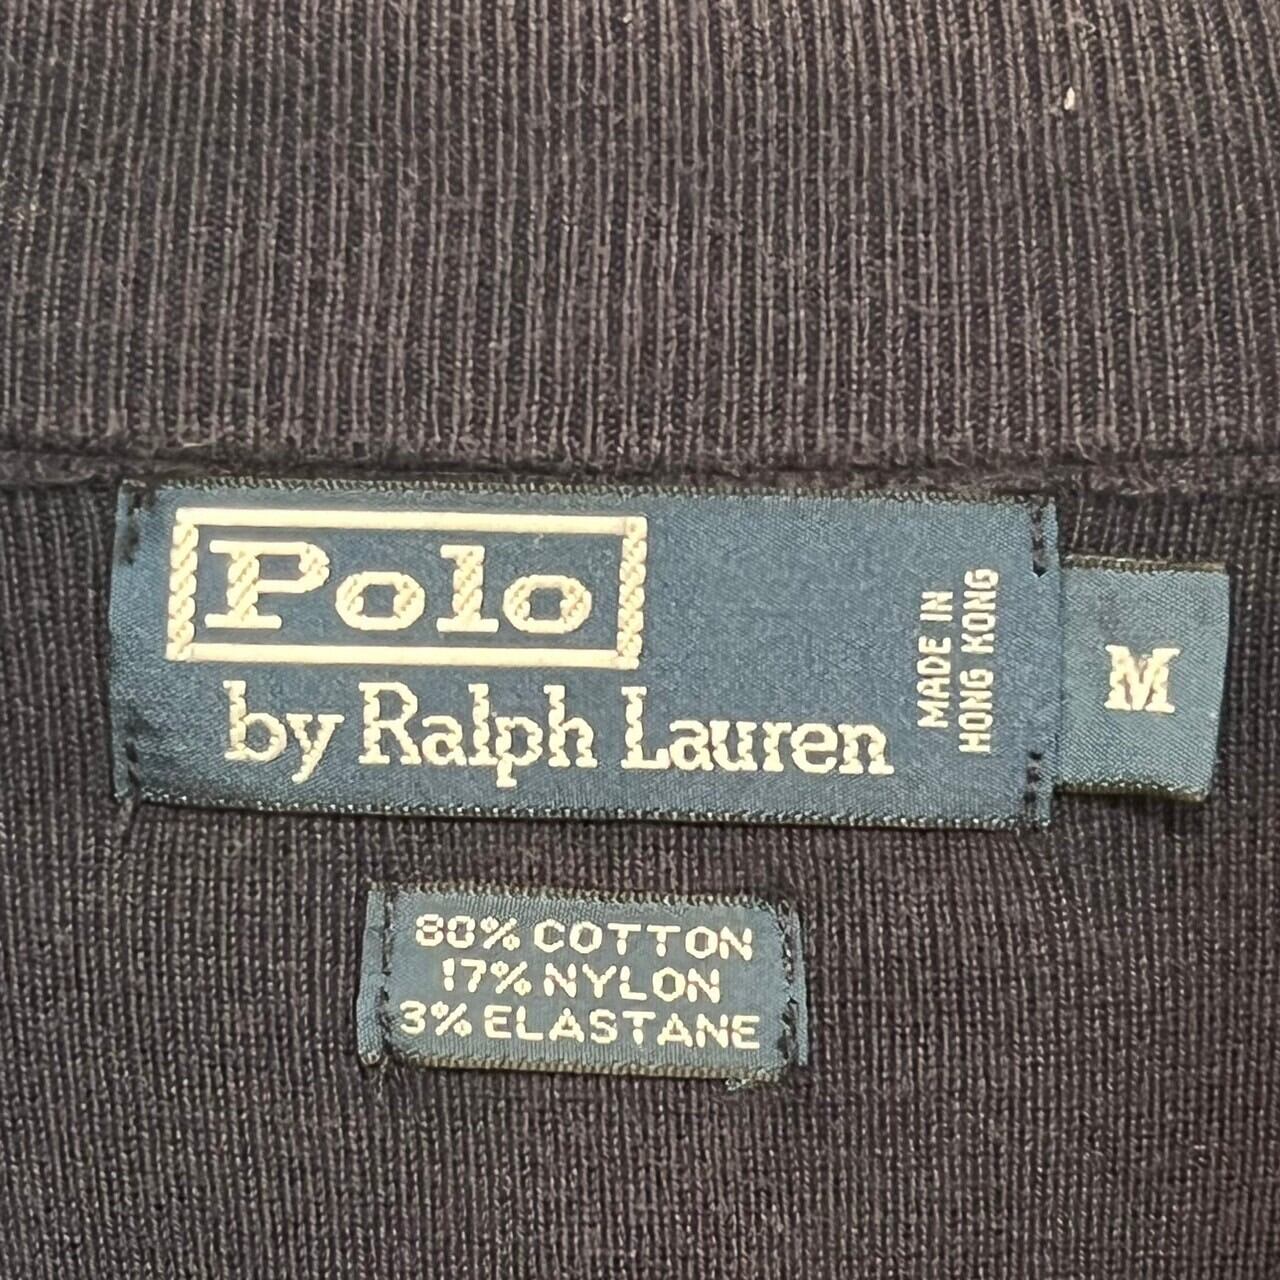 Polo
by Ralph Lauren
MADE IN
HONG KONG
M
80% COTTON
17% NYLON
3% ELASTANE